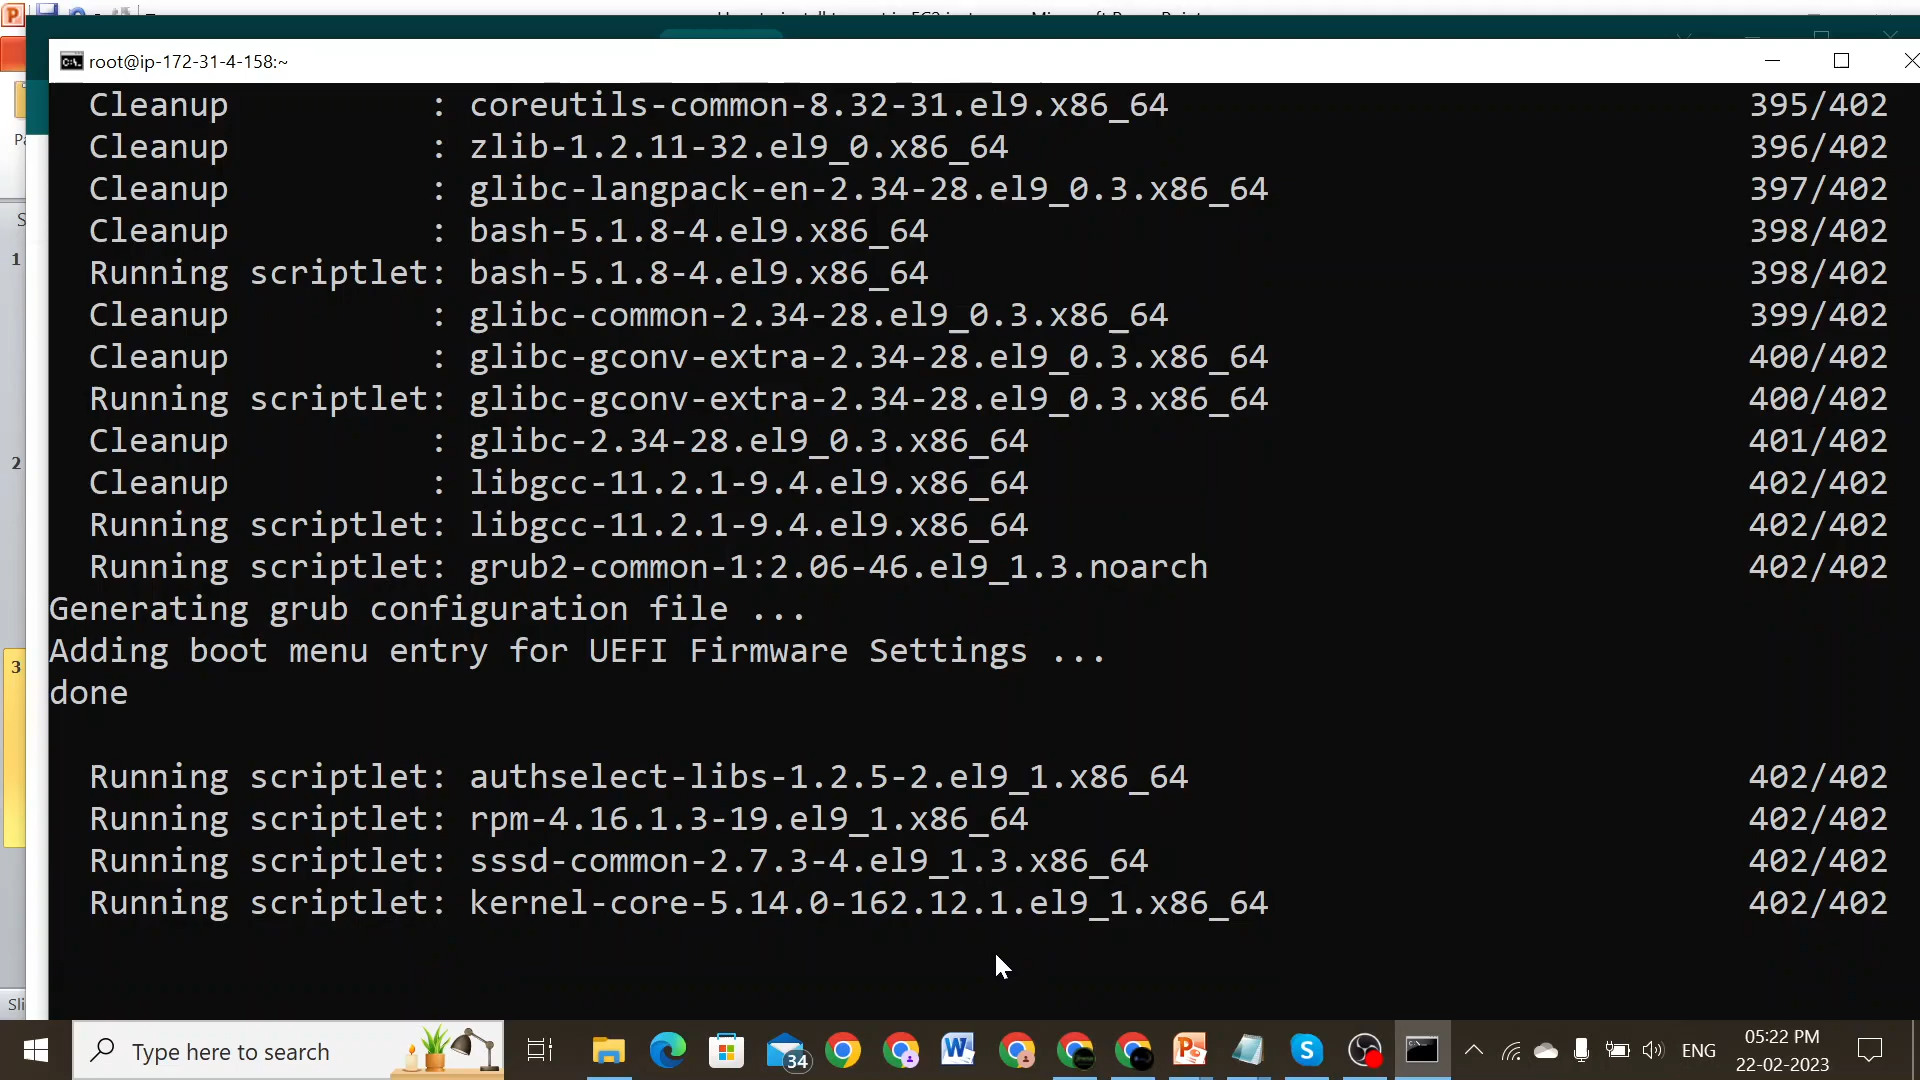 root@ip-172-31-4-158:~
Cleanup : coreutils-common-8.32-31.el9.x86_64 395/402
Cleanup : zlib-1.2.11-32.el9_0.x86_64 396/402
Cleanup : glibc-langpack-en-2.34-28.el9_0.3.x86_64 397/402
Cleanup : bash-5.1.8-4.el9.x86_64 398/402
Running scriptlet: bash-5.1.8-4.el9.x86_64 398/402
Cleanup : glibc-common-2.34-28.el9_0.3.x86_64 399/402
Cleanup : glibc-gconv-extra-2.34-28.el9_0.3.x86_64 400/402
Running scriptlet: glibc-gconv-extra-2.34-28.el9_0.3.x86_64 400/402
Cleanup : glibc-2.34-28.el9_0.3.x86_64 401/402
Cleanup : libgcc-11.2.1-9.4.el9.x86_64 402/402
Running scriptlet: libgcc-11.2.1-9.4.el9.x86_64 402/402
Running scriptlet: grub2-common-1:2.06-46.el9_1.3.noarch 402/402
Generating grub configuration file ...
Adding boot menu entry for UEFI Firmware Settings ...
done
Running scriptlet: authselect-libs-1.2.5-2.el9_1.x86_64 402/402
Running scriptlet: rpm-4.16.1.3-19.el9_1.x86_64 402/402
Running scriptlet: sssd-common-2.7.3-4.el9_1.3.x86_64 402/402
Running scriptlet: kernel-core-5.14.0-162.12.1.el9_1.x86_64 402/402
1
2
3
Type here to search
34
ENG
05:22 PM
22-02-2023